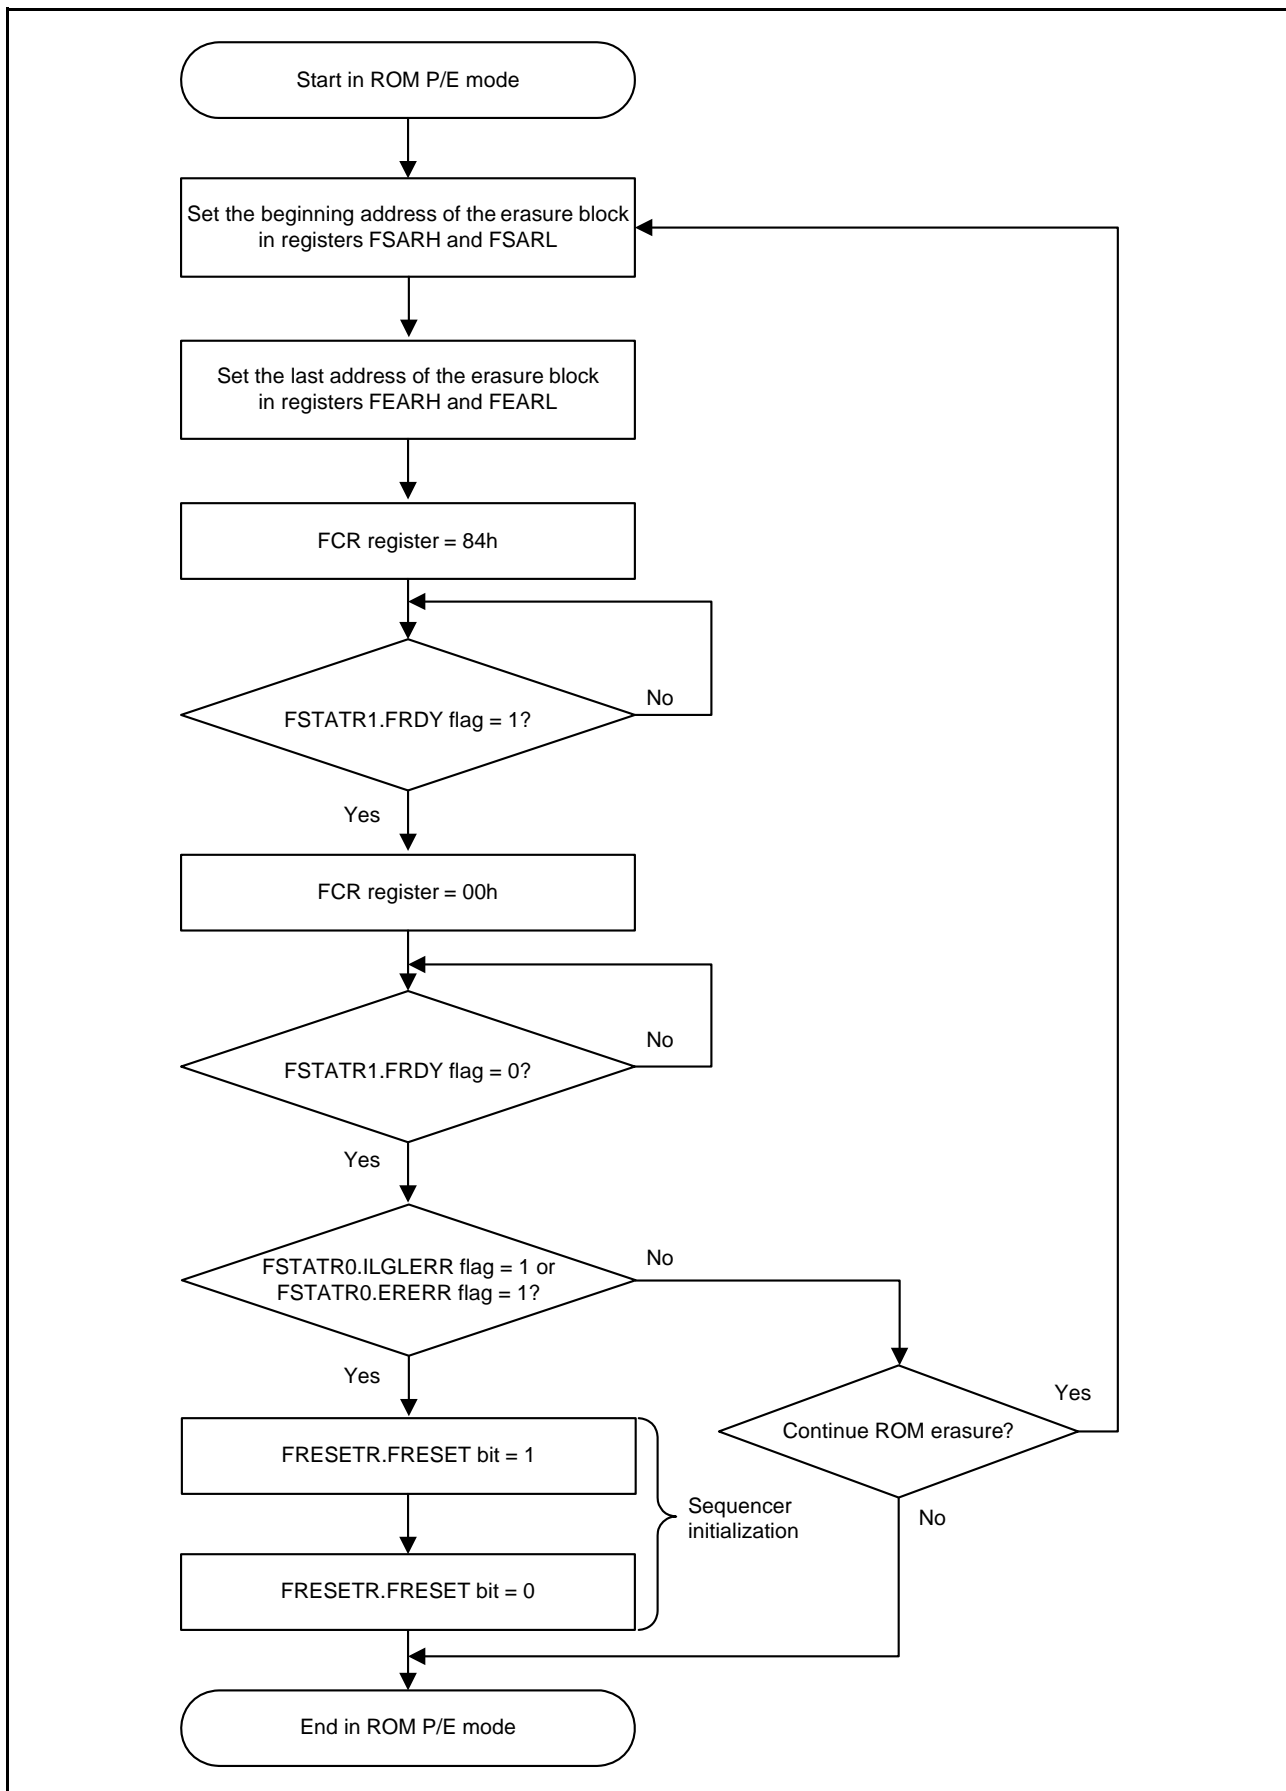 Start in ROM P/E mode
Set the beginning address of the erasure block
in registers FSARH and FSARL
Set the last address of the erasure block
in registers FEARH and FEARL
FCR register = 84h
No
FSTATR1.FRDY flag = 1?
Yes
FCR register = 00h
No
FSTATR1.FRDY flag = 0?
Yes
No
FSTATR0.ILGLERR flag = 1 or
FSTATR0.ERERR flag = 1?
Yes
Yes
Continue ROM erasure?
FRESETR.FRESET bit = 1
Sequencer
initialization
No
FRESETR.FRESET bit = 0
End in ROM P/E mode